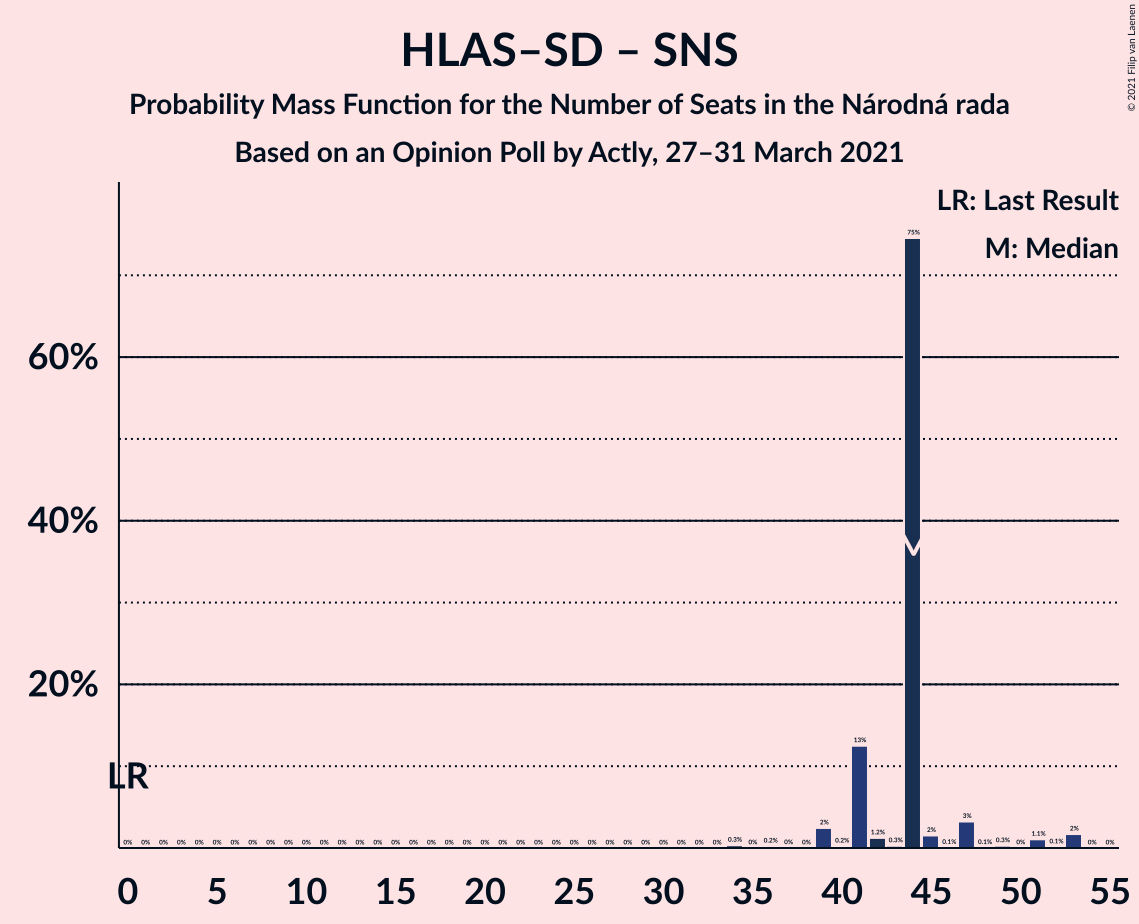 HLAS–SD – SNS
Probability Mass Function for the Number of Seats in the Národná rada
Based on an Opinion Poll by Actly, 27–31 March 2021
© 2021 Filip van Laenen
LR: Last Result
M: Median
60%
40%
20%
LR
0% 0% 0% 0% 0% 0% 0% 0% 0% 0% 0% 0% 0% 0% 0% 0% 0% 0% 0% 0% 0% 0% 0% 0% 0% 0% 0% 0% 0% 0% 0% 0% 0% 0% 0.3% 0% 0.2% 0% 0% 2% 0.2% 13% 1.2% 0.3% 75% 2% 0.1% 3% 0.1% 0.3% 0% 1.1% 0.1% 2% 0% 0%
0 5 10 15 20 25 30 35 40 45 50 55